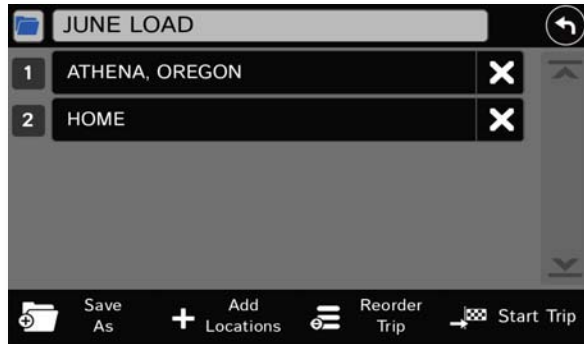 JUNE LOAD
1 ATHENA, OREGON
2 HOME
Save As
Add Locations
Reorder Trip
Start Trip